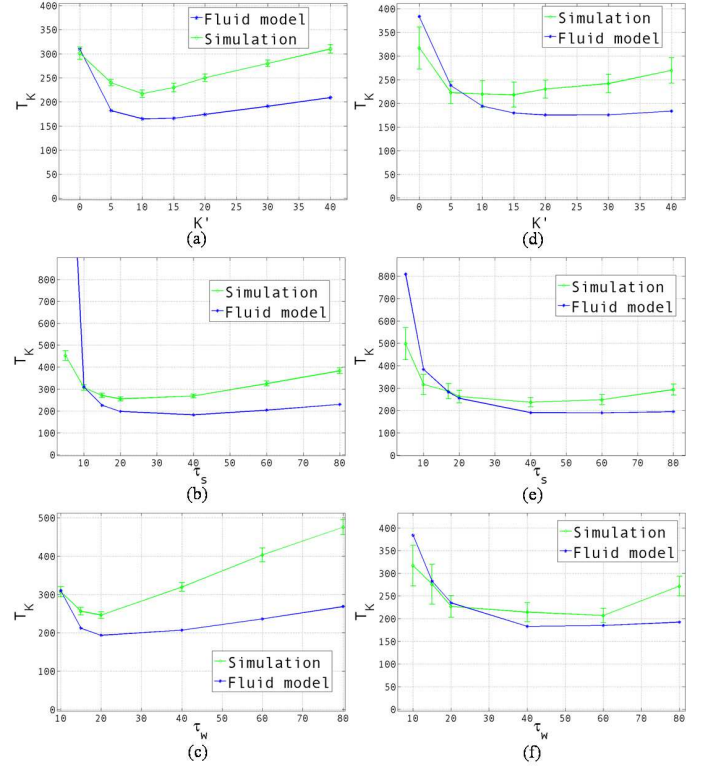 400
350
300
250
200
150
100
50
0
T_K
Fluid model
Simulation
0 5 10 15 20 25 30 35 40
K'
(a)
400
350
300
250
200
150
100
50
0
T_K
Simulation
Fluid model
0 5 10 15 20 25 30 35 40
K'
(d)
800
700
600
500
400
300
200
100
0
T_K
Simulation
Fluid model
10 20 30 40 50 60 70 80
τ_s
(b)
800
700
600
500
400
300
200
100
0
T_K
Simulation
Fluid model
10 20 30 40 50 60 70 80
τ_s
(e)
500
400
300
200
100
0
T_K
Simulation
Fluid model
10 20 30 40 50 60 70 80
τ_w
(c)
400
350
300
250
200
150
100
50
0
T_K
Simulation
Fluid model
10 20 30 40 50 60 70 80
τ_w
(f)